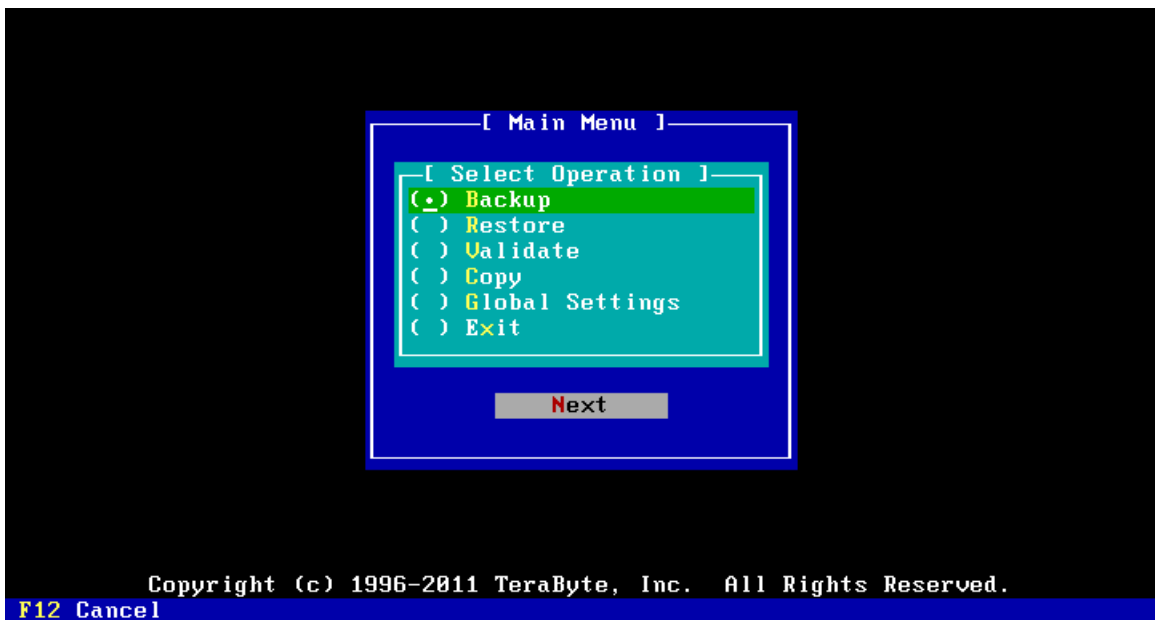 [ Main Menu ]
[ Select Operation ]
(•) Backup
( ) Restore
( ) Validate
( ) Copy
( ) Global Settings
( ) Exit
Next
Copyright (c) 1996-2011 TeraByte, Inc. All Rights Reserved.
F12 Cancel